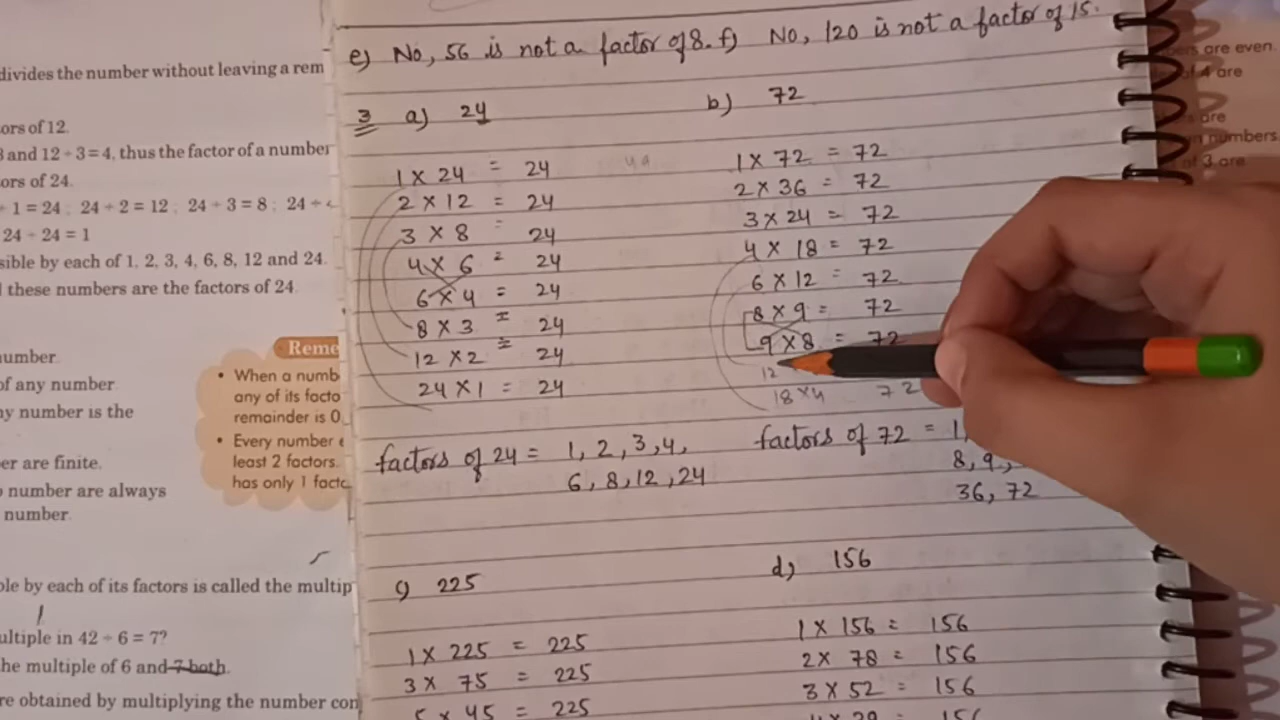 divides the number without leaving a rem
ors of 12.
3 and 12 ÷ 3 = 4, thus the factor of a number
ors of 24.
÷ 1 = 24 ; 24 ÷ 2 = 12 ; 24 ÷ 3 = 8 ; 24 ÷
24 ÷ 24 = 1
sible by each of 1, 2, 3, 4, 6, 8, 12 and 24.
l these numbers are the factors of 24.
number.
of any number
ny number is the
er are finite.
number are always
number.
ble by each of its factors is called the multip
ultiple in 42 ÷ 6 = 7?
he multiple of 6 and 7 both.
re obtained by multiplying the number con
Reme
• When a numb
any of its facto
remainder is 0.
• Every number
least 2 factors.
has only 1 facto
e) No, 56 is not a factor of 8. f) No, 120 is not a factor of 15.
3 a) 24
1 × 24 = 24
2 × 12 = 24
3 × 8 = 24
4 × 6 = 24
6 × 4 = 24
8 × 3 = 24
12 × 2 = 24
24 × 1 = 24
factors of 24 = 1, 2, 3, 4,
6, 8, 12, 24
b) 72
1 × 72 = 72
2 × 36 = 72
3 × 24 = 72
4 × 18 = 72
6 × 12 = 72
8 × 9 = 72
9 × 8 = 72
12
18 × 4 72
factors of 72 = 1,
8, 9,
36, 72
c) 225
1 × 225 = 225
3 × 75 = 225
5 × 45 = 225
d) 156
1 × 156 = 156
2 × 78 = 156
3 × 52 = 156
4 × 39 = 156
bers are even.
of 4 are
are
numbers.
of 3 are